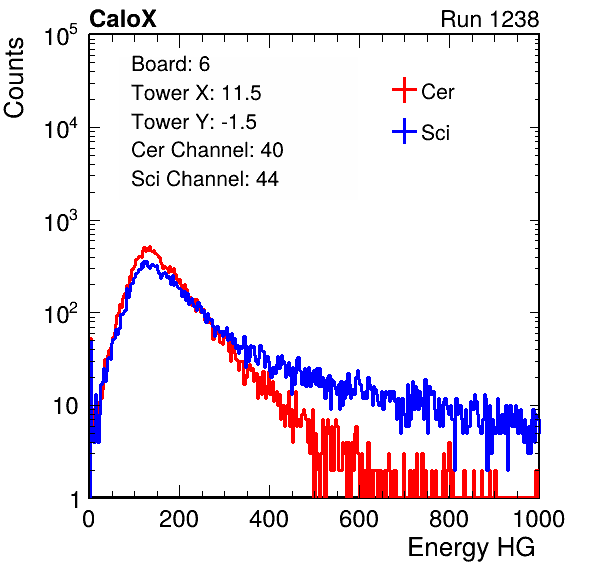 CaloX Run 1238
Counts
10^5
10^4
10^3
10^2
10
1
Board: 6
Tower X: 11.5
Tower Y: -1.5
Cer Channel: 40
Sci Channel: 44
Cer
Sci
0 200 400 600 800 1000
Energy HG